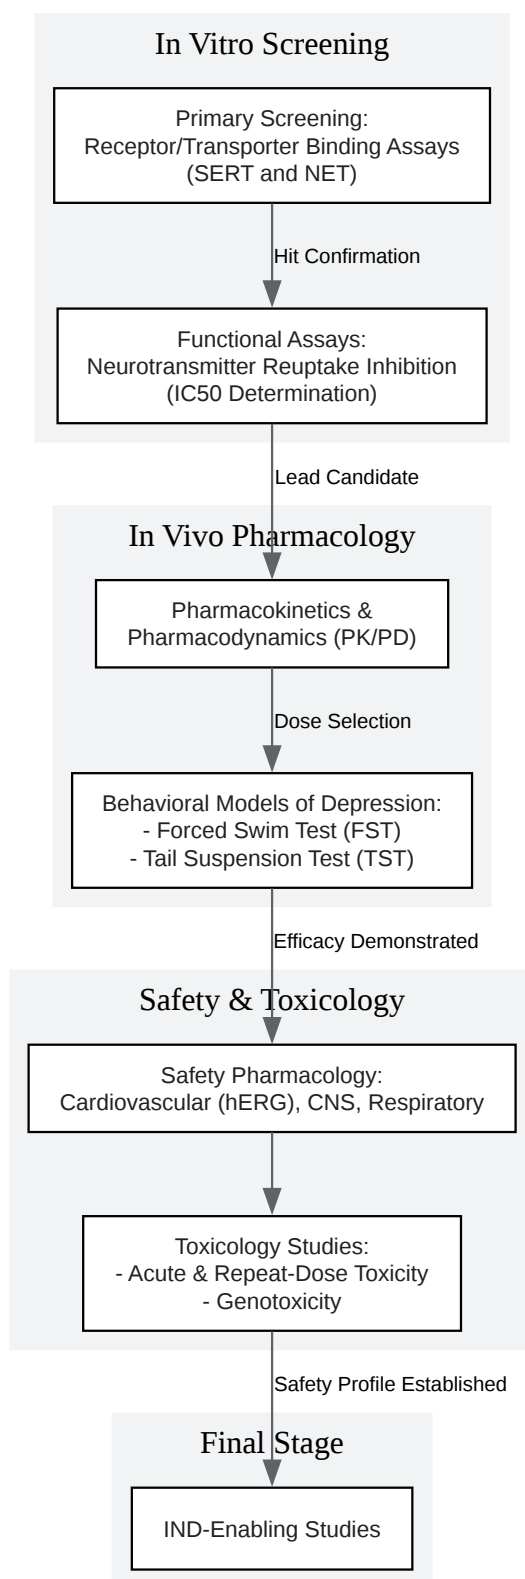 In Vitro Screening
Primary Screening:
Receptor/Transporter Binding Assays
(SERT and NET)
Hit Confirmation
Functional Assays:
Neurotransmitter Reuptake Inhibition
(IC50 Determination)
Lead Candidate
In Vivo Pharmacology
Pharmacokinetics &
Pharmacodynamics (PK/PD)
Dose Selection
Behavioral Models of Depression:
- Forced Swim Test (FST)
- Tail Suspension Test (TST)
Efficacy Demonstrated
Safety & Toxicology
Safety Pharmacology:
Cardiovascular (hERG), CNS, Respiratory
Toxicology Studies:
- Acute & Repeat-Dose Toxicity
- Genotoxicity
Safety Profile Established
Final Stage
IND-Enabling Studies